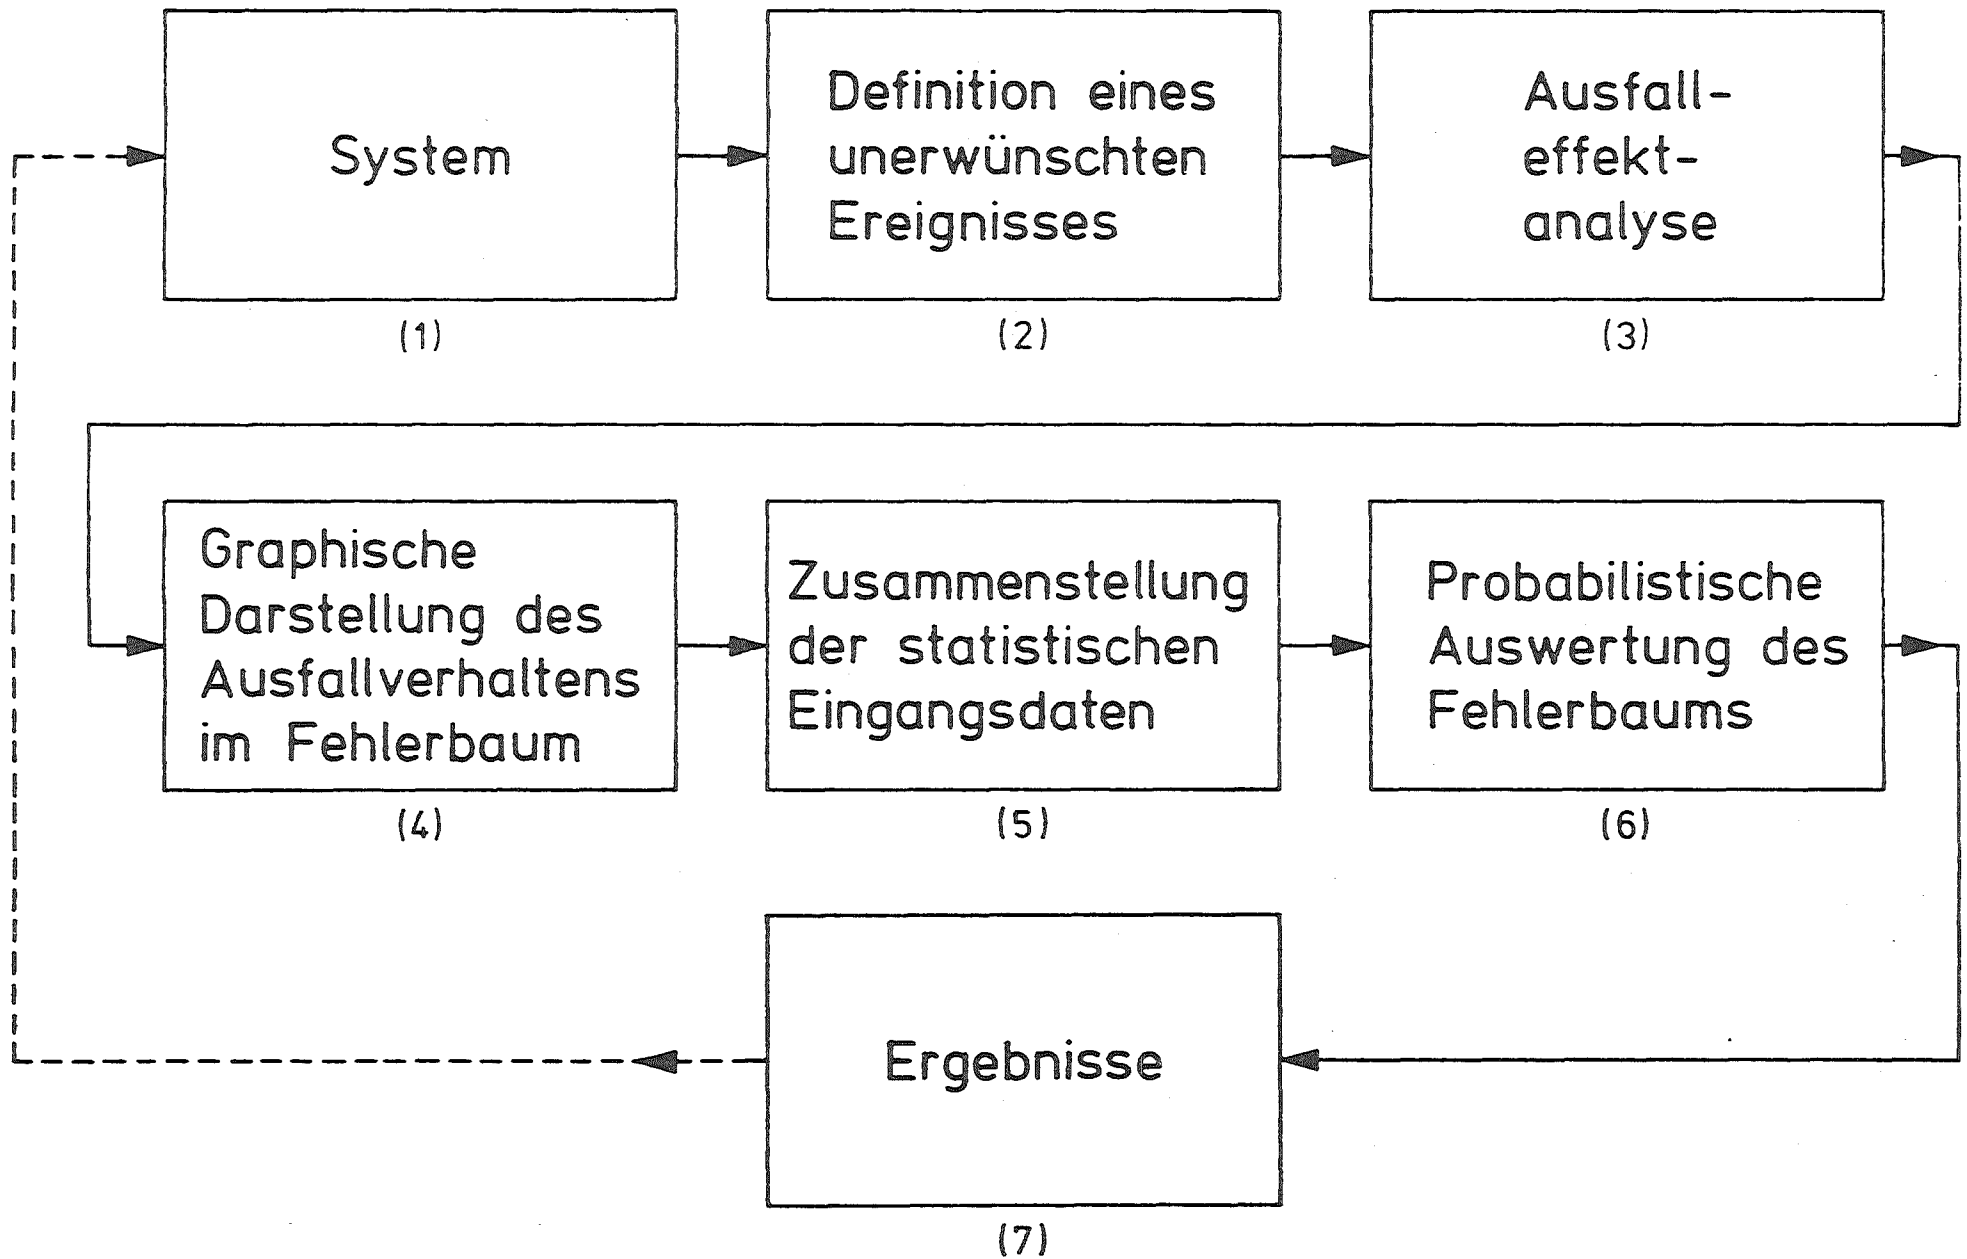 System
(1)
Definition eines
unerwünschten
Ereignisses
(2)
Ausfall-
effekt-
analyse
(3)
Graphische
Darstellung des
Ausfallverhaltens
im Fehlerbaum
(4)
Zusammenstellung
der statistischen
Eingangsdaten
(5)
Probabilistische
Auswertung des
Fehlerbaums
(6)
Ergebnisse
(7)